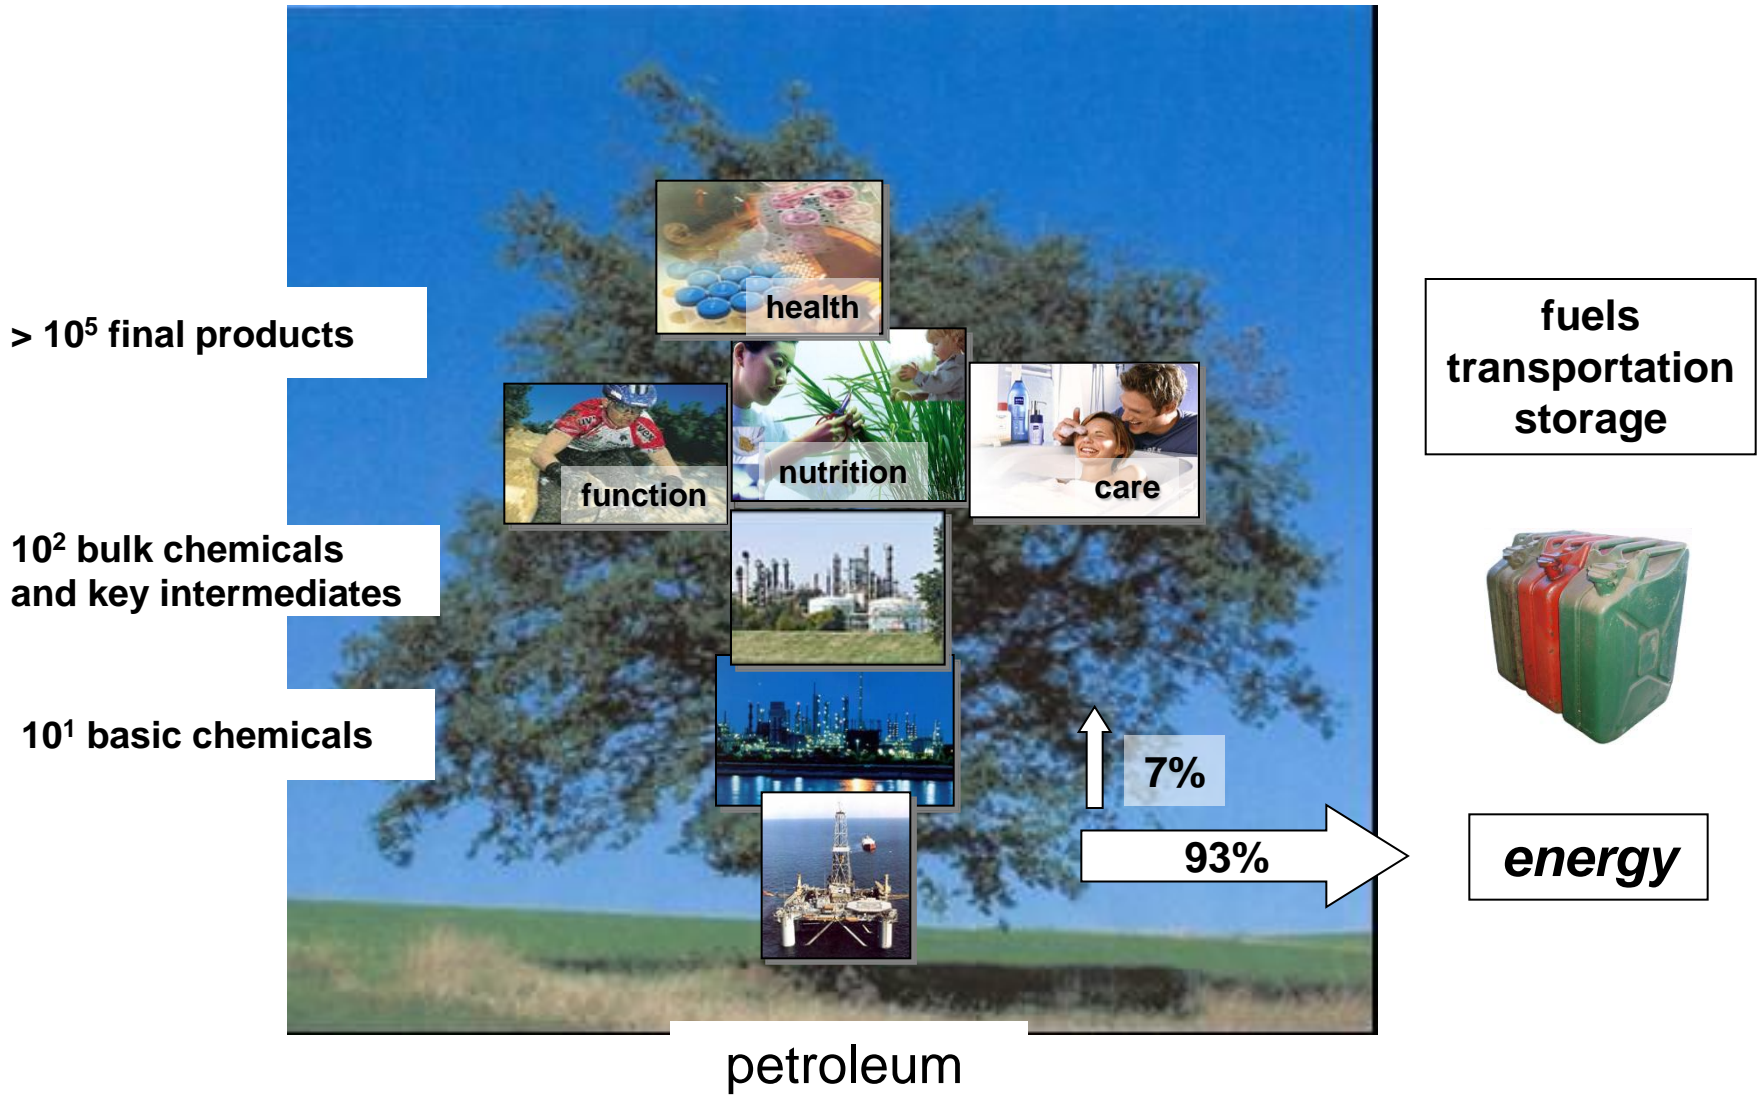 health
> 10⁵ final products
function
nutrition
care
fuels
transportation
storage
10² bulk chemicals
and key intermediates
10¹ basic chemicals
7%
93%
energy
petroleum